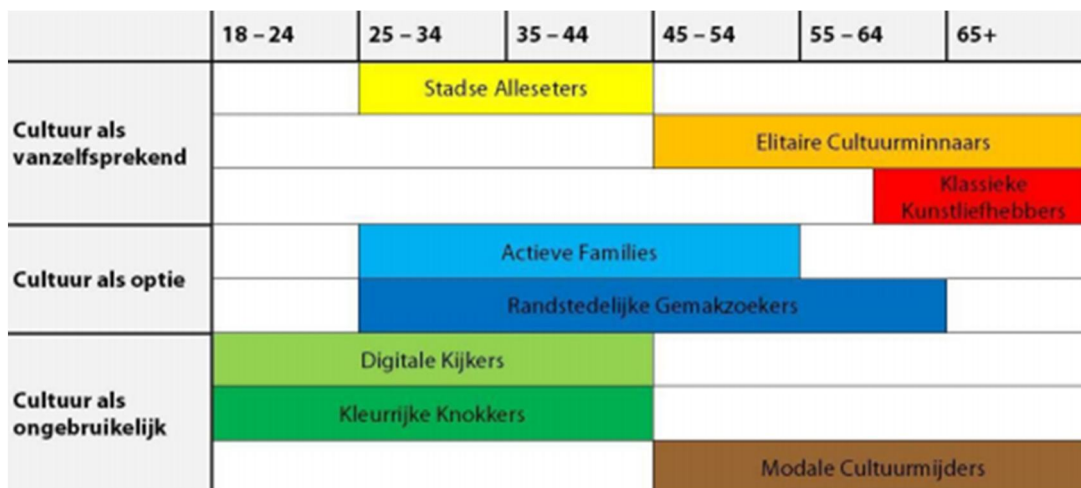 18 – 24 25 – 34 35 – 44 45 – 54 55 – 64 65+
Cultuur als
vanzelfsprekend
Stadse Alleseters
Elitaire Cultuurminnaars
Klassieke
Kunstliefhebbers
Cultuur als optie
Actieve Families
Randstedelijke Gemakzoekers
Cultuur als
ongebruikelijk
Digitale Kijkers
Kleurrijke Knokkers
Modale Cultuurmijders